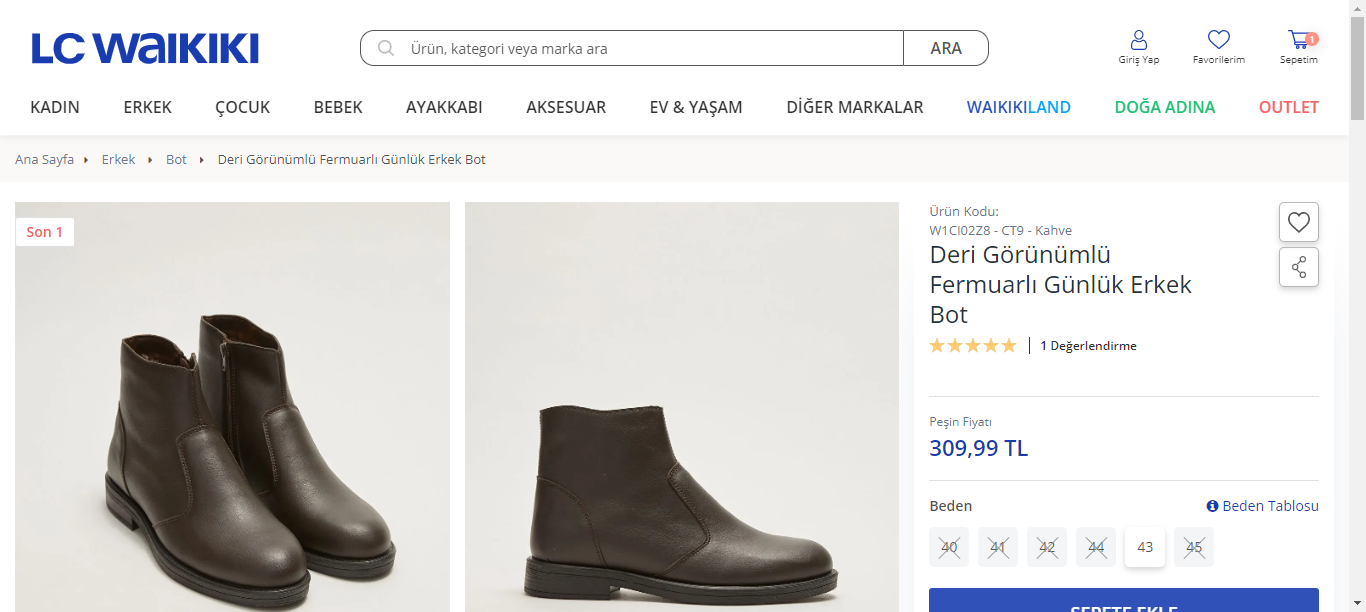 LC WAIKIKI
Ürün, kategori veya marka ara
ARA
Giriş Yap
Favorilerim
1
Sepetim
KADIN ERKEK ÇOCUK BEBEK AYAKKABI AKSESUAR EV & YAŞAM DİĞER MARKALAR WAIKIKILAND DOĞA ADINA OUTLET
Ana Sayfa Erkek Bot Deri Görünümlü Fermuarlı Günlük Erkek Bot
Son 1
Ürün Kodu:
W1CI02Z8 - CT9 - Kahve
Deri Görünümlü
Fermuarlı Günlük Erkek
Bot
1 Değerlendirme
Peşin Fiyatı
309,99 TL
Beden
Beden Tablosu
40 41 42 44 43 45
SEPETE EKLE